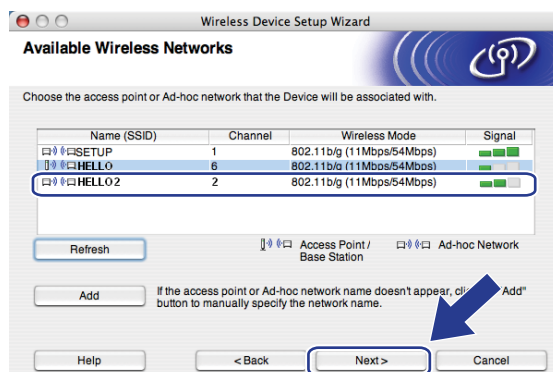 Wireless Device Setup Wizard
Available Wireless Networks
Choose the access point or Ad-hoc network that the Device will be associated with.
Name (SSID) Channel Wireless Mode Signal
SETUP 1 802.11b/g (11Mbps/54Mbps)
HELLO 6 802.11b/g (11Mbps/54Mbps)
HELLO2 2 802.11b/g (11Mbps/54Mbps)
Refresh
Access Point / Ad-hoc Network
Base Station
Add
If the access point or Ad-hoc network name doesn't appear, "Add"
button to manually specify the network name.
Help < Back Next > Cancel